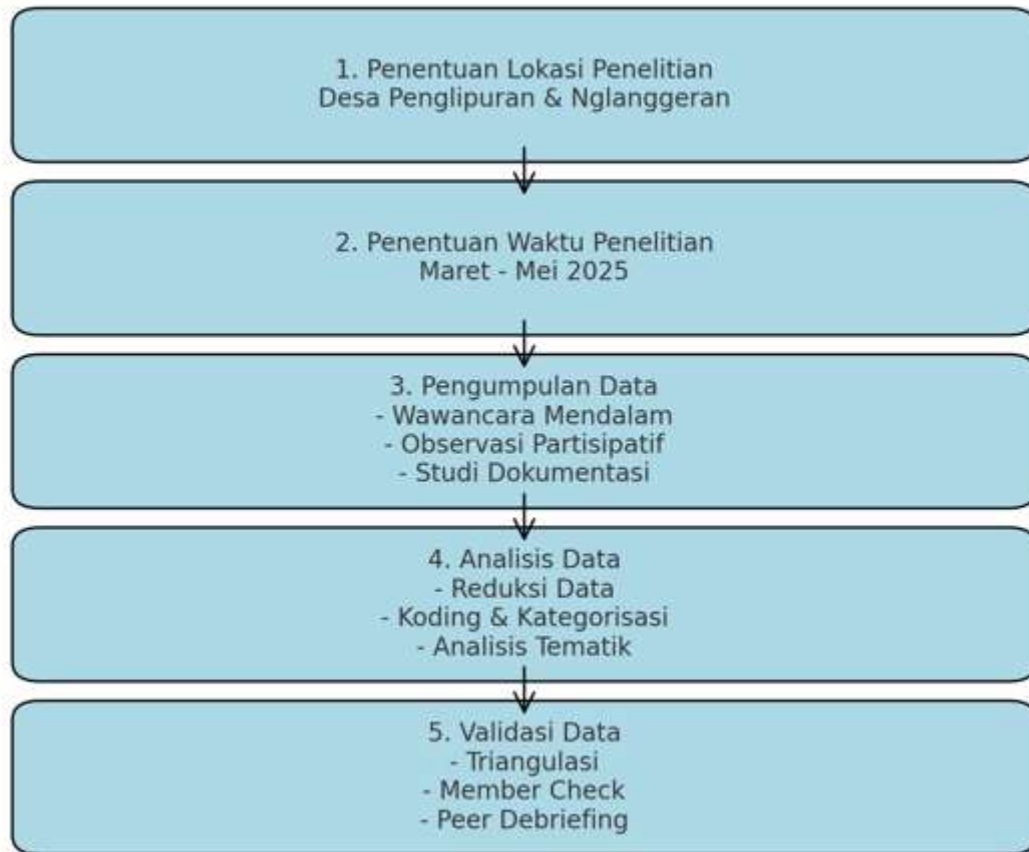 1. Penentuan Lokasi Penelitian
Desa Penglipuran & Nglanggeran
2. Penentuan Waktu Penelitian
Maret - Mei 2025
3. Pengumpulan Data
- Wawancara Mendalam
- Observasi Partisipatif
- Studi Dokumentasi
4. Analisis Data
- Reduksi Data
- Koding & Kategorisasi
- Analisis Tematik
5. Validasi Data
- Triangulasi
- Member Check
- Peer Debriefing